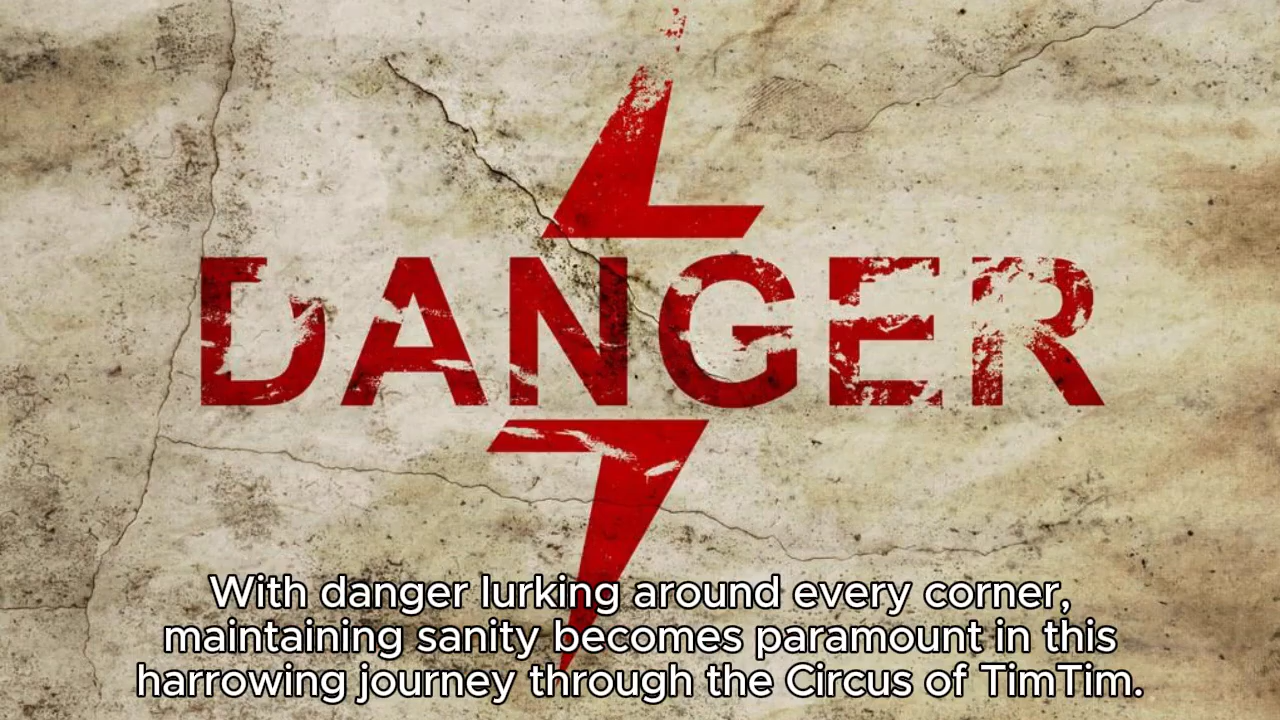 DANGER
With danger lurking around every corner,
maintaining sanity becomes paramount in this
harrowing journey through the Circus of TimTim.